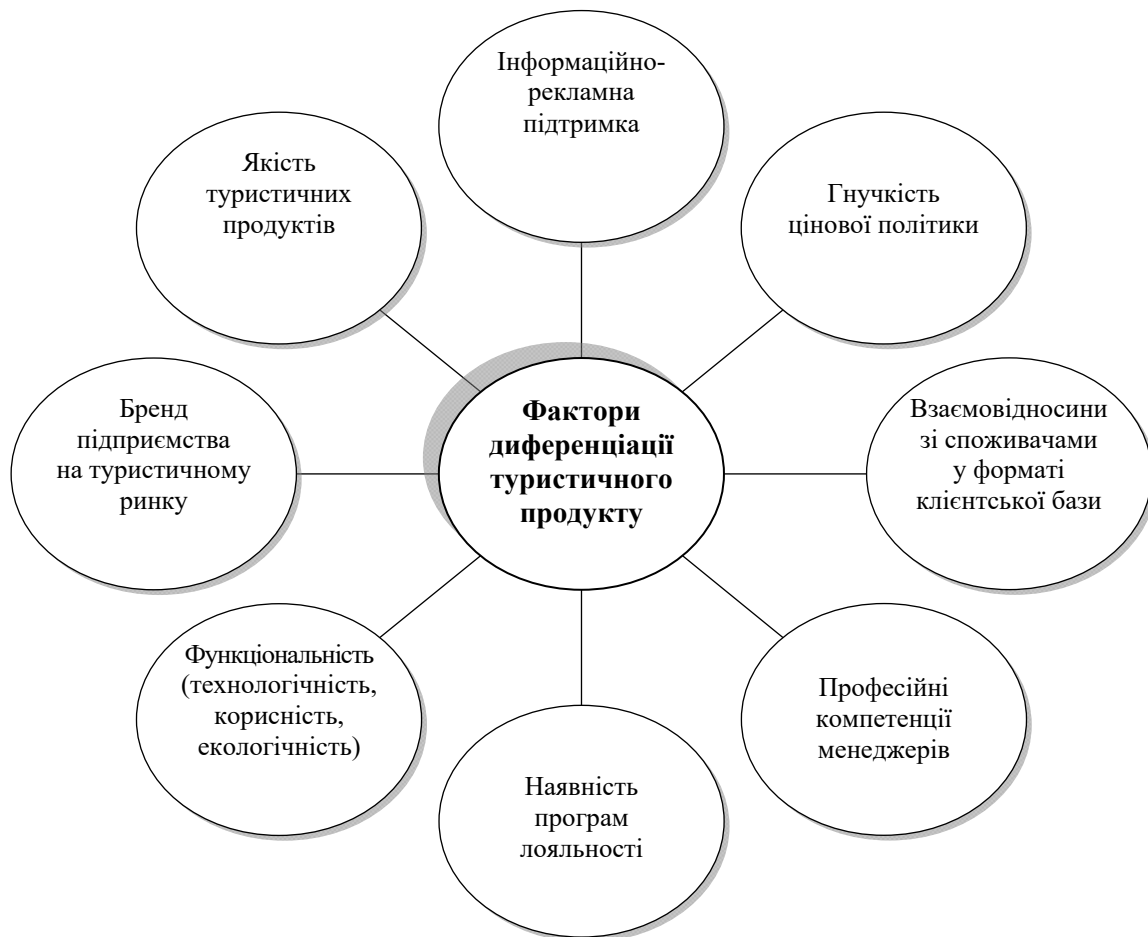 Інформаційно-
рекламна
підтримка
Якість
туристичних
продуктів
Гнучкість
цінової політики
Бренд
підприємства
на туристичному
ринку
Фактори
диференціації
туристичного
продукту
Взаємовідносини
зі споживачами
у форматі
клієнтської бази
Функціональність
(технологічність,
корисність,
екологічність)
Професійні
компетенції
менеджерів
Наявність
програм
лояльності